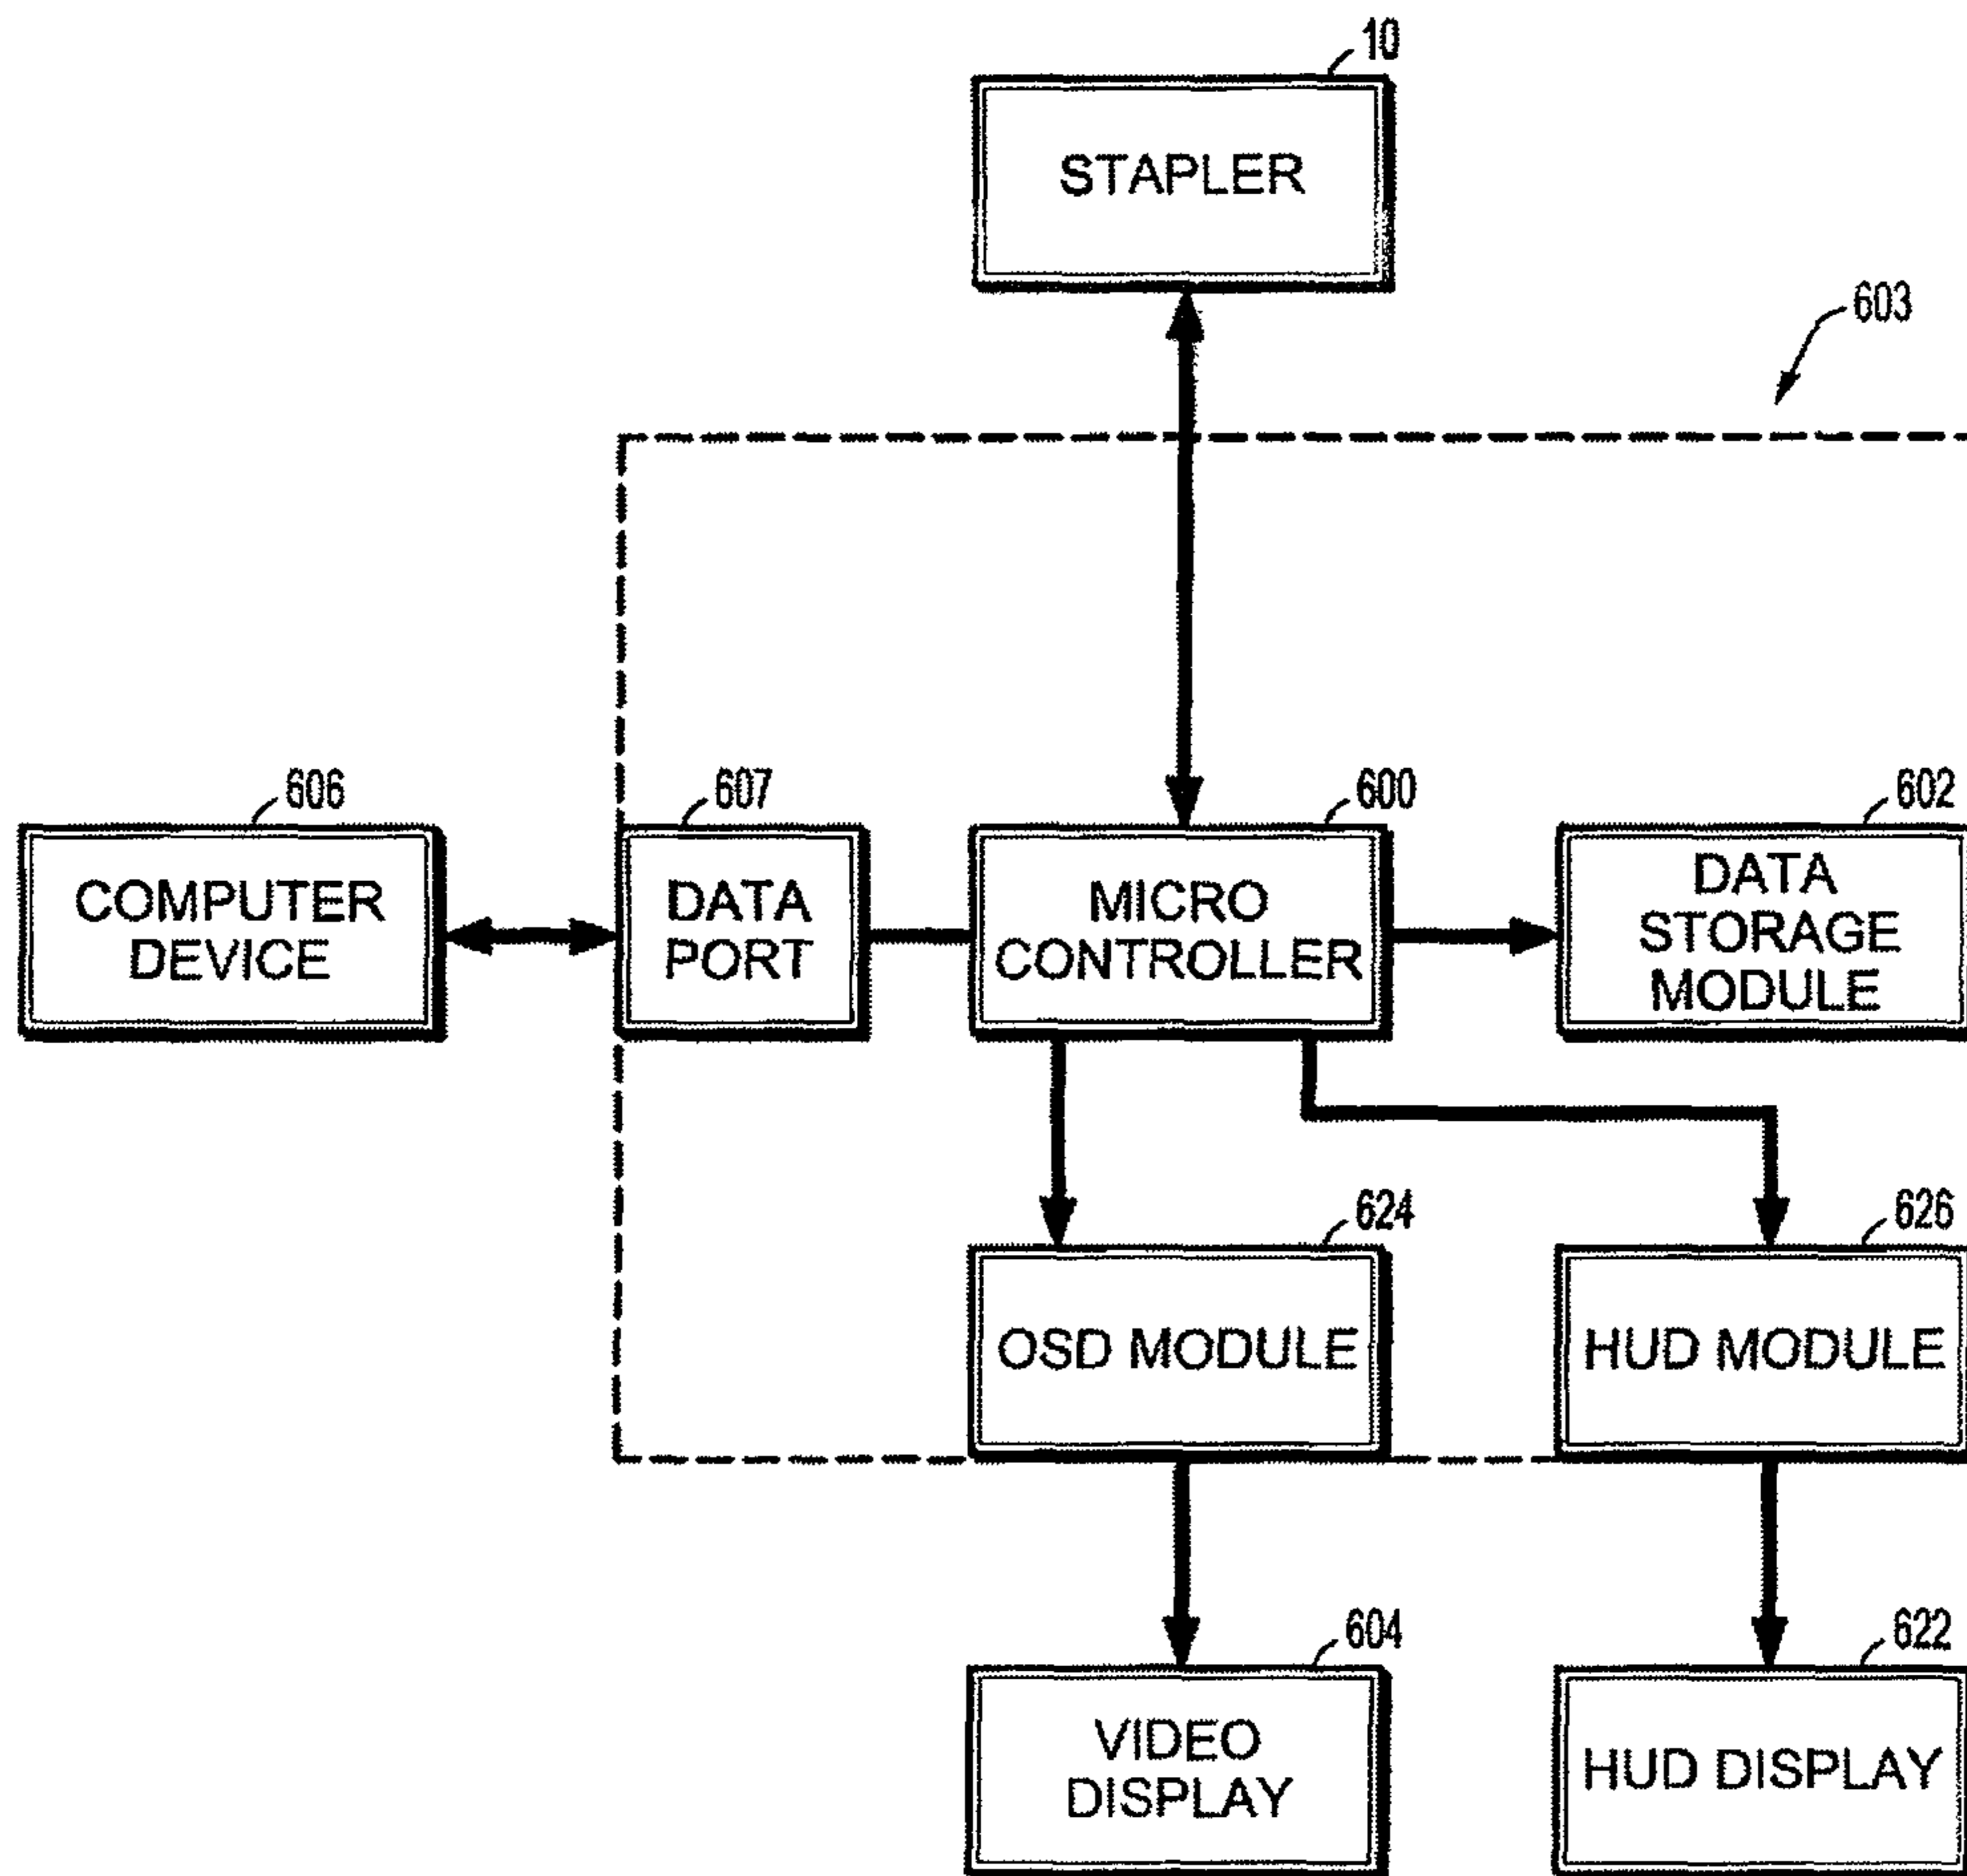 10
STAPLER
603
606
607
600
602
COMPUTER
DEVICE
DATA
PORT
MICRO
CONTROLLER
DATA
STORAGE
MODULE
624
626
OSD MODULE
HUD MODULE
604
622
VIDEO
DISPLAY
HUD DISPLAY